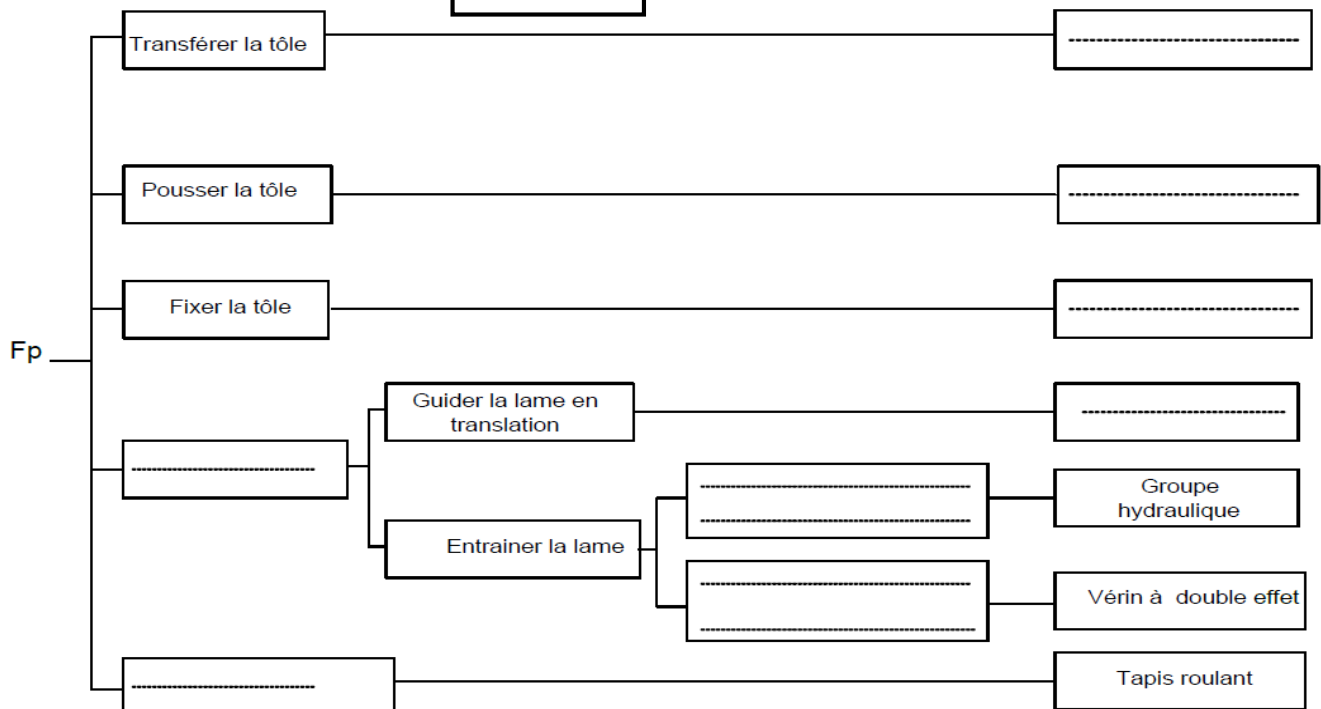 Transférer la tôle
Pousser la tôle
Fixer la tôle
Fp
Guider la lame en
translation
Groupe
hydraulique
Entrainer la lame
Vérin à double effet
Tapis roulant